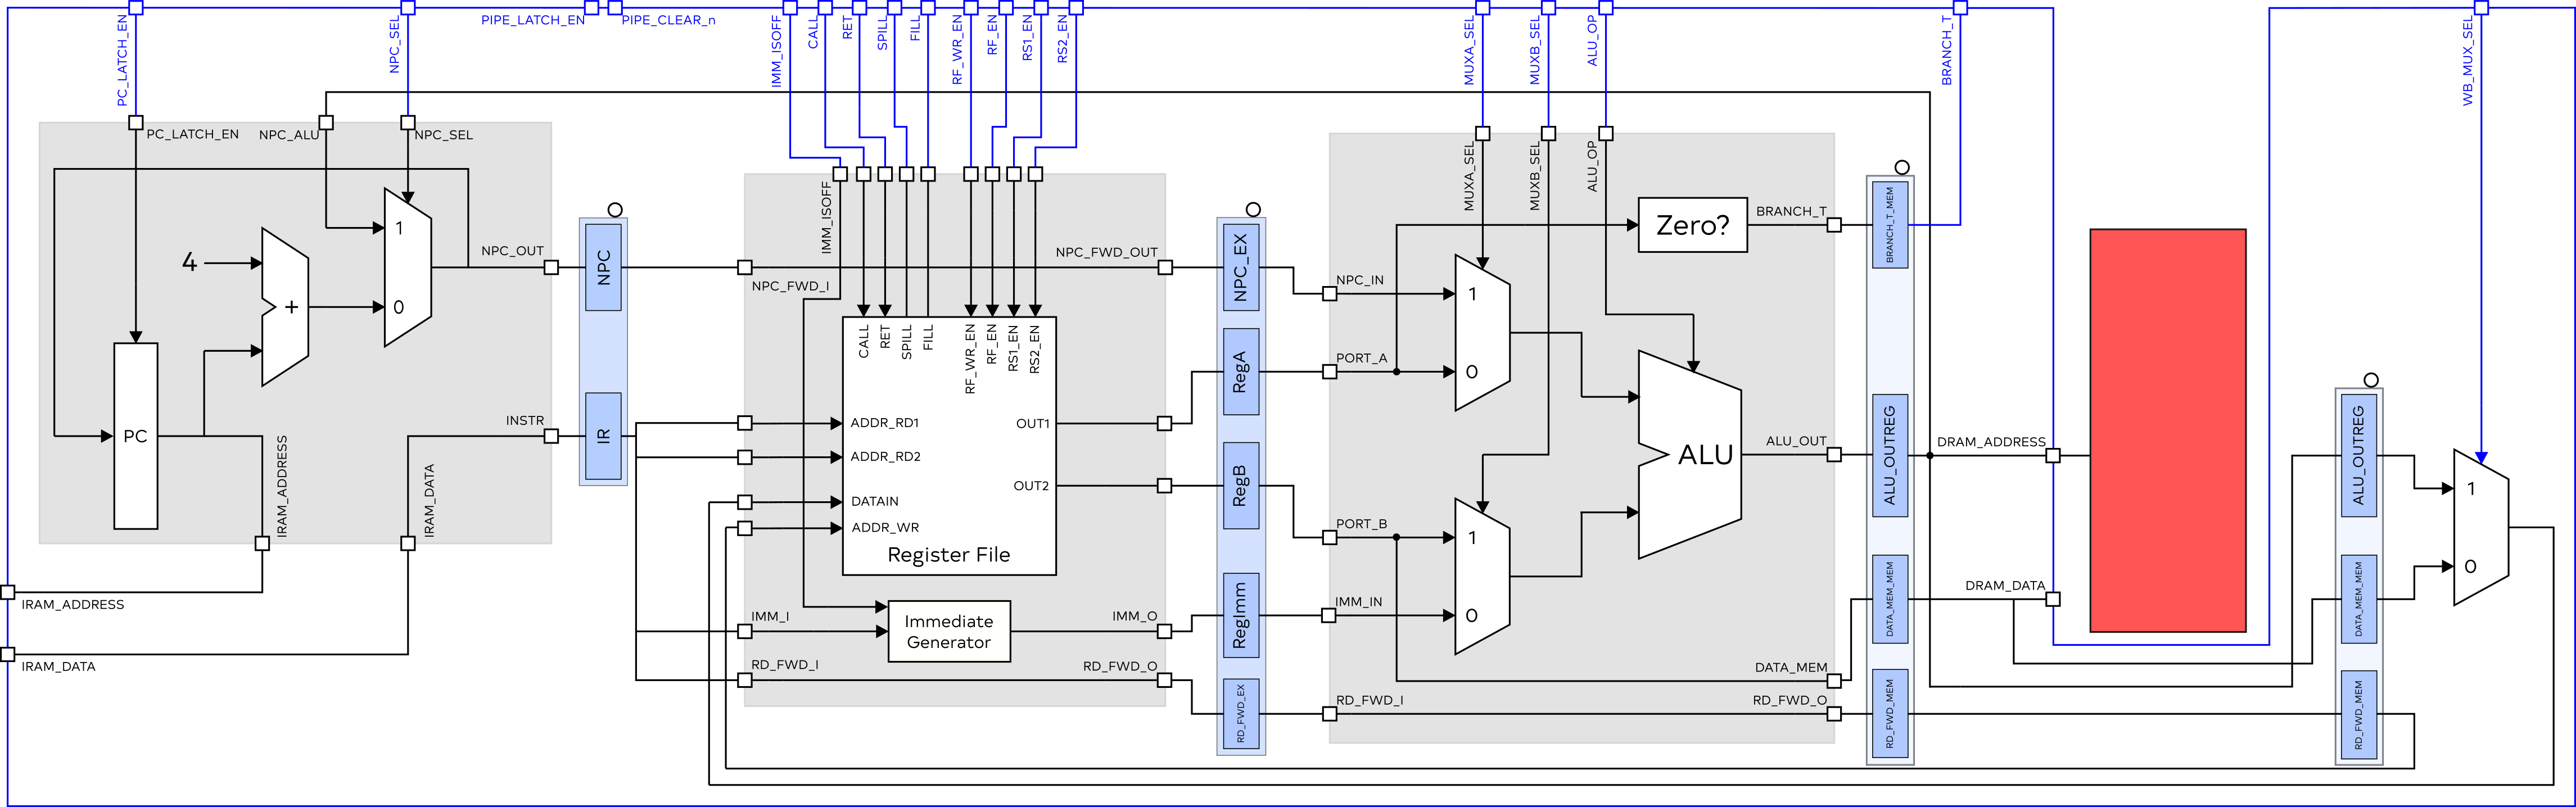 PIPE_LATCH_EN
PIPE_CLEAR_n
PC_LATCH_EN
NPC_SEL
IMM_ISOFF
CALL
RET
SPILL
FILL
RF_WR_EN
RF_EN
RS1_EN
RS2_EN
MUXA_SEL
MUXB_SEL
ALU_OP
BRANCH_T
WB_MUX_SEL
PC_LATCH_EN
NPC_ALU
NPC_SEL
4
+
1
0
PC
NPC_OUT
INSTR
IRAM_ADDRESS
IRAM_DATA
IRAM_ADDRESS
IRAM_DATA
NPC
IR
IMM_ISOFF
NPC_FWD_I
NPC_FWD_OUT
CALL
RET
SPILL
FILL
RF_WR_EN
RF_EN
RS1_EN
RS2_EN
ADDR_RD1
ADDR_RD2
DATAIN
ADDR_WR
OUT1
OUT2
Register File
IMM_I
Immediate
Generator
IMM_O
RD_FWD_I
RD_FWD_O
NPC_EX
RegA
RegB
RegImm
RD_FWD_EX
MUXA_SEL
MUXB_SEL
ALU_OP
NPC_IN
PORT_A
PORT_B
IMM_IN
RD_FWD_I
1
0
1
0
Zero?
ALU
BRANCH_T
ALU_OUT
DATA_MEM
RD_FWD_O
BRANCH_T_MEM
ALU_OUTREG
DATA_MEM_MEM
RD_FWD_MEM
DRAM_ADDRESS
DRAM_DATA
ALU_OUTREG
DATA_MEM_MEM
RD_FWD_MEM
1
0